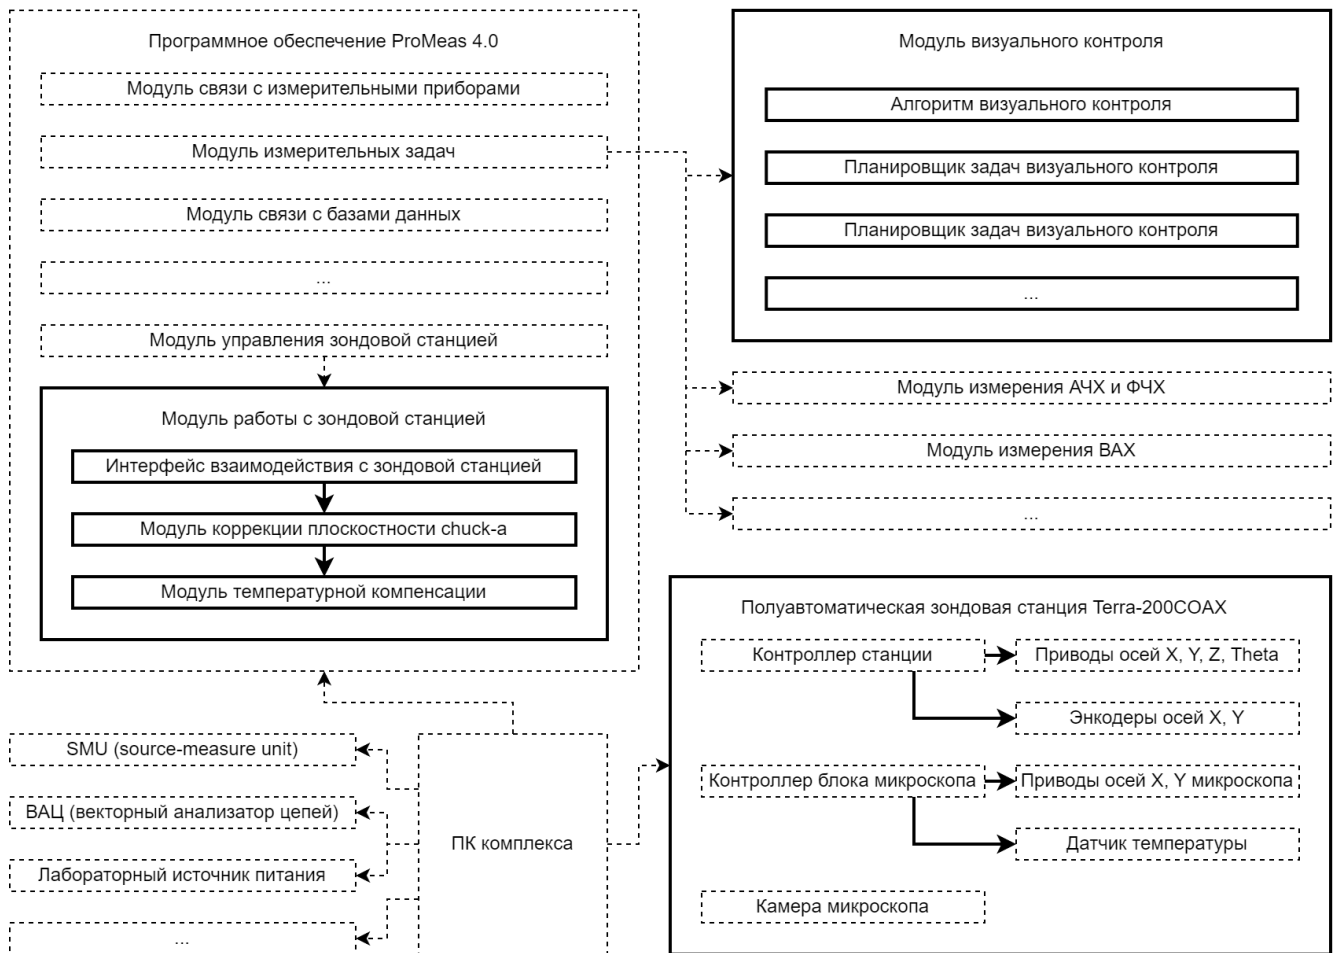 Программное обеспечение ProMeas 4.0
Модуль связи с измерительными приборами
Модуль измерительных задач
Модуль связи с базами данных
...
Модуль управления зондовой станцией
Модуль работы с зондовой станцией
Интерфейс взаимодействия с зондовой станцией
Модуль коррекции плоскостности chuck-а
Модуль температурной компенсации
Модуль визуального контроля
Алгоритм визуального контроля
Планировщик задач визуального контроля
Планировщик задач визуального контроля
...
Модуль измерения АЧХ и ФЧХ
Модуль измерения ВАХ
...
SMU (source-measure unit)
ВАЦ (векторный анализатор цепей)
Лабораторный источник питания
...
ПК комплекса
Полуавтоматическая зондовая станция Terra-200COAX
Контроллер станции
Приводы осей X, Y, Z, Theta
Энкодеры осей X, Y
Контроллер блока микроскопа
Приводы осей X, Y микроскопа
Датчик температуры
Камера микроскопа